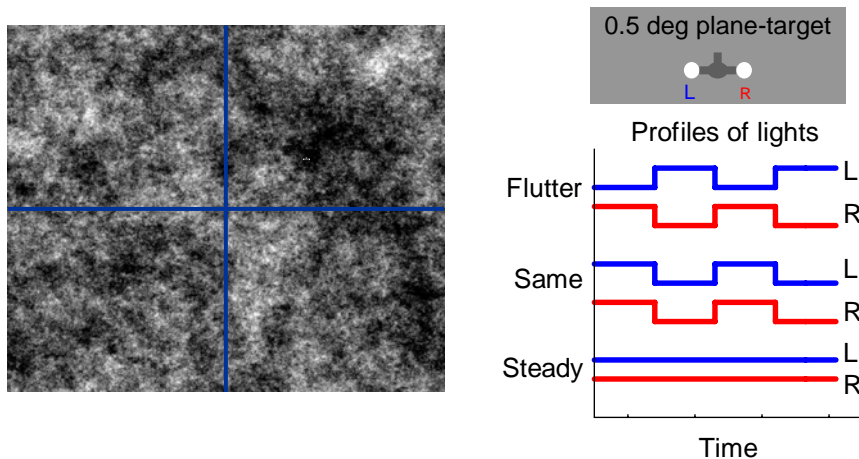 0.5 deg plane-target
L R
Profiles of lights
Flutter L
R
Same L
R
Steady L
R
Time